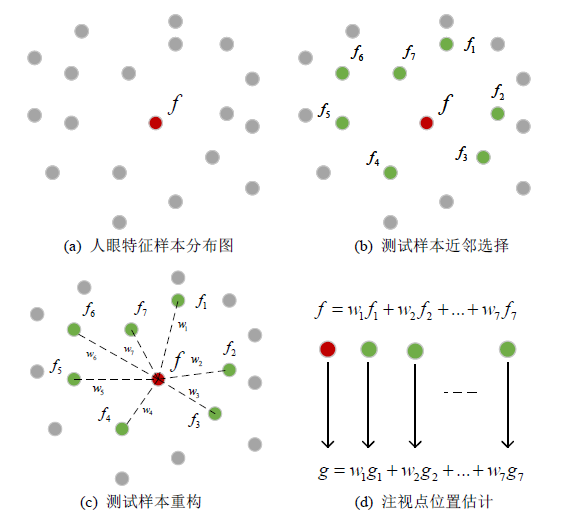 f
(a) 人眼特征样本分布图
f₁
f₂
f₃
f₄
f₅
f₆
f₇
f
(b) 测试样本近邻选择
f₁
f₂
f₃
f₄
f₅
f₆
f₇
f
w₁
w₂
w₃
w₄
w₅
w₆
w₇
(c) 测试样本重构
f = w₁f₁ + w₂f₂ + ... + w₇f₇
g = w₁g₁ + w₂g₂ + ... + w₇g₇
(d) 注视点位置估计